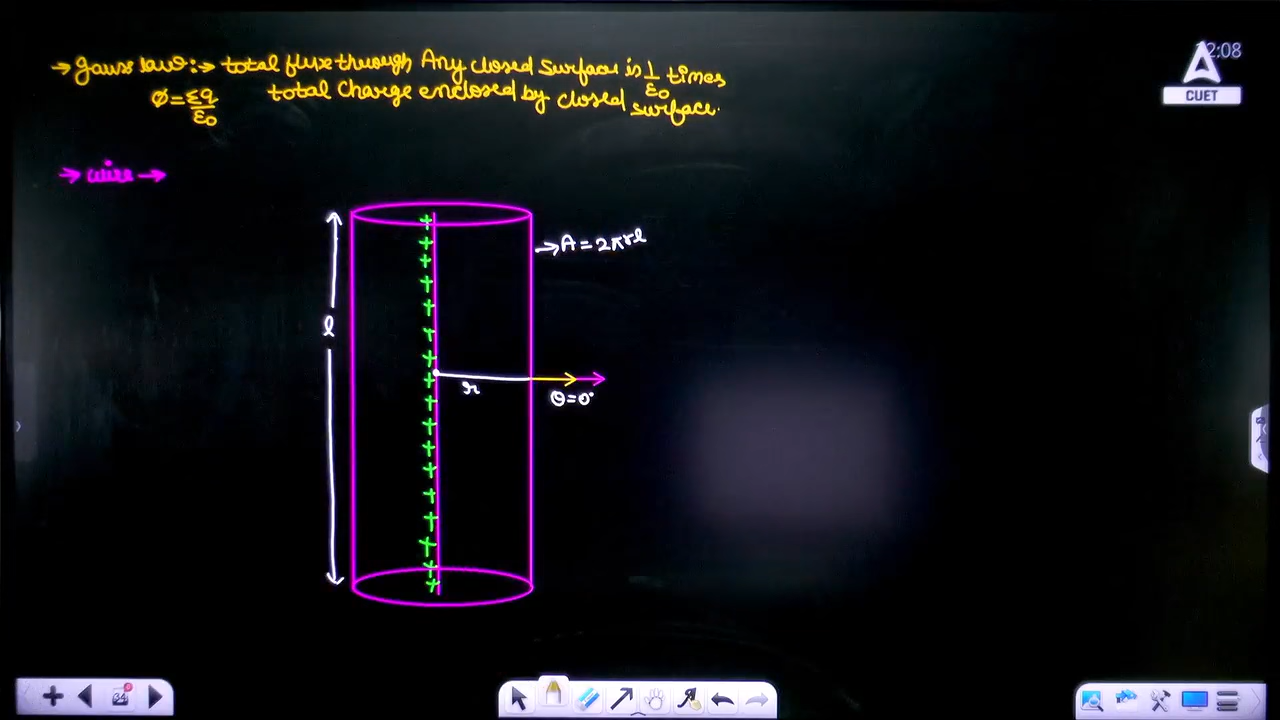 → Gauss law :→ total flux through Any closed surface is 1/ε0 times
Φ = Σq/ε0 total charge enclosed by closed surface.
→ wire →
→ A = 2πrl
l
r
θ = 0°
2:08
CUET
34